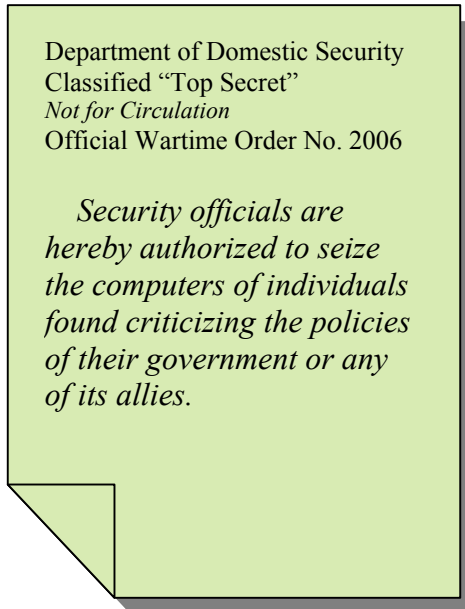 Department of Domestic Security
Classified “Top Secret”
Not for Circulation
Official Wartime Order No. 2006
Security officials are
hereby authorized to seize
the computers of individuals
found criticizing the policies
of their government or any
of its allies.